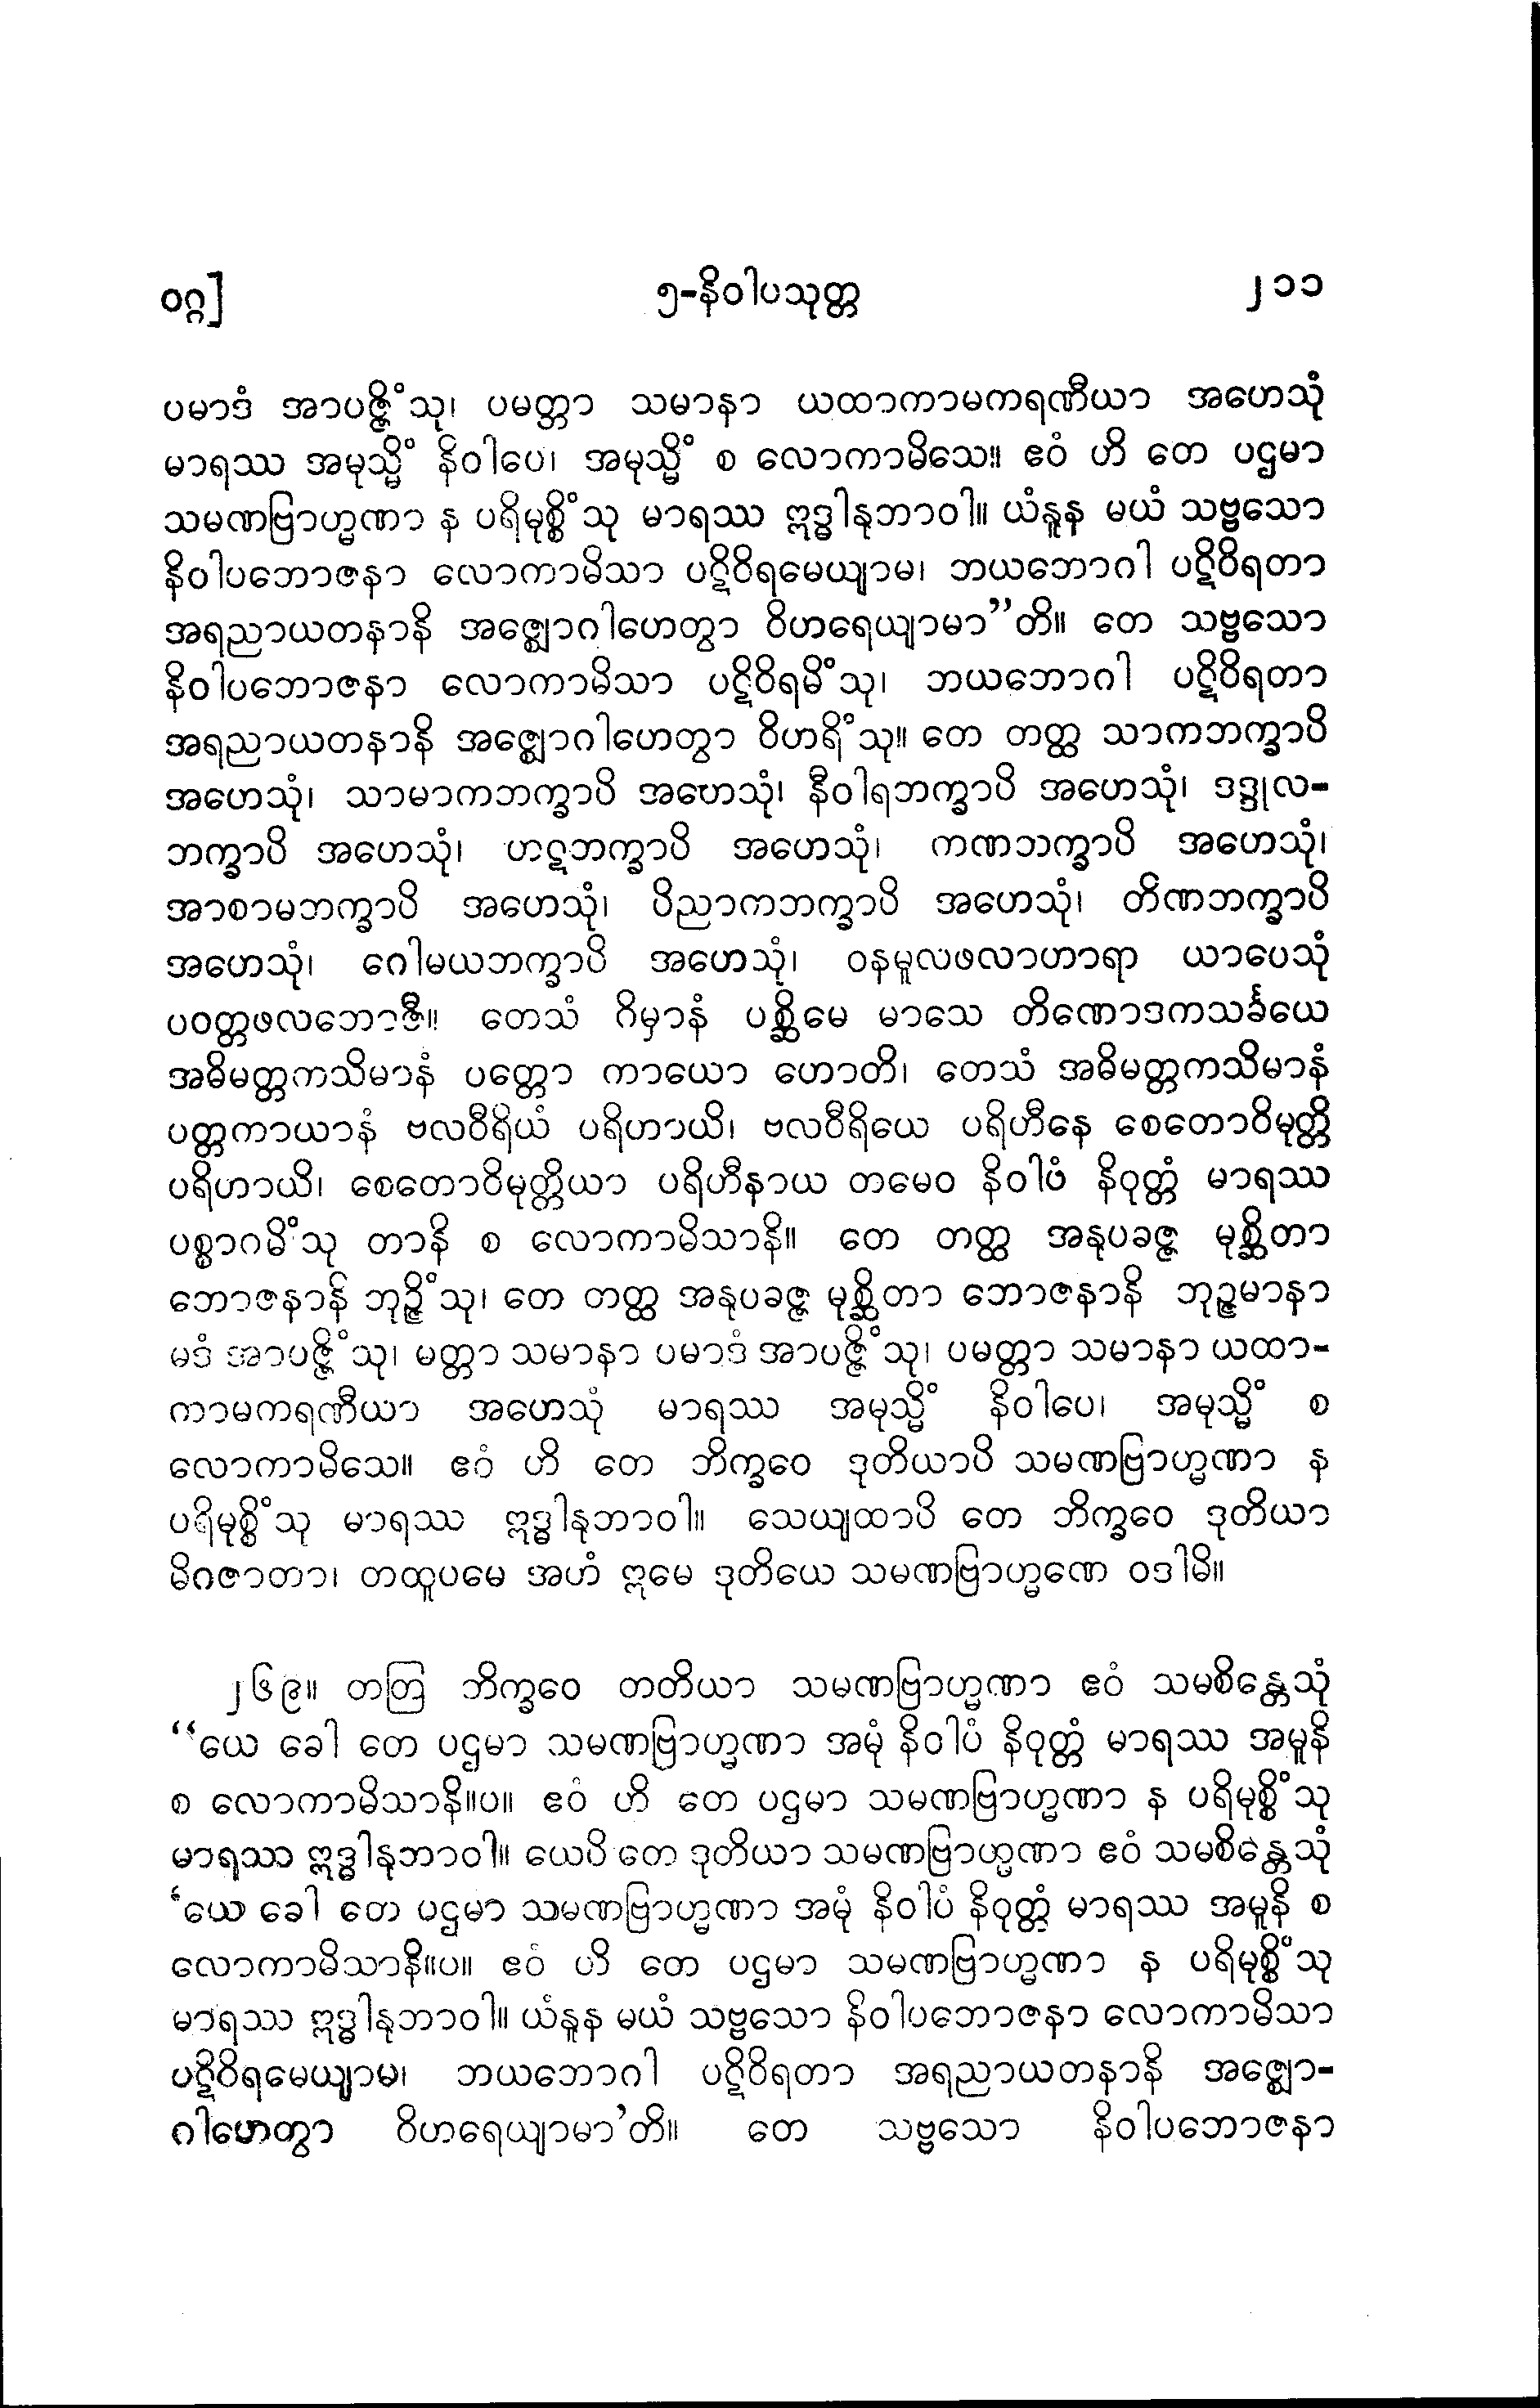 ဝဂ္ဂ]
၅-နိဝါပသုတ္တ
၂၁၁
ပမာဒံ အာပဇ္ဇိံသု၊ ပမတ္တာ သမာနာ ယထာကာမကရဏီယာ အဟေသုံ
မာရဿ အမုသ္မိံ နိဝါပေ၊ အမုသ္မိံ စ လောကာမိသေ။ ဧဝံ ဟိ တေ ပဌမာ
သမဏဗြာဟ္မဏာ န ပရိမုစ္စိံသု မာရဿ ဣဒ္ဓါနုဘာဝါ။ ယံနူန မယံ သဗ္ဗသော
နိဝါပဘောဇနာ လောကာမိသာ ပဋိဝိရမေယျာမ၊ ဘယဘောဂါ ပဋိဝိရတာ
အရညာယတနာနိ အဇ္ဈောဂါဟေတွာ ဝိဟရေယျာမာ”တိ။ တေ သဗ္ဗသော
နိဝါပဘောဇနာ လောကာမိသာ ပဋိဝိရမိံသု၊ ဘယဘောဂါ ပဋိဝိရတာ
အရညာယတနာနိ အဇ္ဈောဂါဟေတွာ ဝိဟရိံသု။ တေ တတ္ထ သာကဘက္ခာပိ
အဟေသုံ၊ သာမာကဘက္ခာပိ အဟေသုံ၊ နီဝါရဘက္ခာပိ အဟေသုံ၊ ဒဒ္ဒုလ-
ဘက္ခာပိ အဟေသုံ၊ ဟဋဘက္ခာပိ အဟေသုံ၊ ကဏဘက္ခာပိ အဟေသုံ၊
အာစာမဘက္ခာပိ အဟေသုံ၊ ပိညာကဘက္ခာပိ အဟေသုံ၊ တိဏဘက္ခာပိ
အဟေသုံ၊ ဂေါမယဘက္ခာပိ အဟေသုံ၊ ဝနမူလဖလာဟာရာ ယာပေသုံ
ပဝတ္တဖလဘောဇီ။ တေသံ ဂိမှာနံ ပစ္ဆိမေ မာသေ တိဏောဒကသင်္ခယေ
အဓိမတ္တကသိမာနံ ပတ္တော ကာယော ဟောတိ၊ တေသံ အဓိမတ္တကသိမာနံ
ပတ္တကာယာနံ ဗလဝီရိယံ ပရိဟာယိ၊ ဗလဝီရိယေ ပရိဟီနေ စေတောဝိမုတ္တိ
ပရိဟာယိ၊ စေတောဝိမုတ္တိယာ ပရိဟီနာယ တမေဝ နိဝါပံ နိဝုတ္တံ မာရဿ
ပစ္စာဂမိံသု တာနိ စ လောကာမိသာနိ။ တေ တတ္ထ အနုပခဇ္ဇ မုစ္ဆိတာ
ဘောဇနာနိ ဘုဉ္ဇိံသု၊ တေ တတ္ထ အနုပခဇ္ဇ မုစ္ဆိတာ ဘောဇနာနိ ဘုဉ္ဇမာနာ
မဒံ အာပဇ္ဇိံသု၊ မတ္တာ သမာနာ ပမာဒံ အာပဇ္ဇိံသု၊ ပမတ္တာ သမာနာ ယထာ-
ကာမကရဏီယာ အဟေသုံ မာရဿ အမုသ္မိံ နိဝါပေ၊ အမုသ္မိံ စ
လောကာမိသေ။ ဧဝံ ဟိ တေ ဘိက္ခဝေ ဒုတိယာပိ သမဏဗြာဟ္မဏာ န
ပရိမုစ္စိံသု မာရဿ ဣဒ္ဓါနုဘာဝါ။ သေယျထာပိ တေ ဘိက္ခဝေ ဒုတိယာ
မိဂဇာတာ၊ တထူပမေ အဟံ ဣမေ ဒုတိယေ သမဏဗြာဟ္မဏေ ဝဒါမိ။
၂၆၉။ တတြ ဘိက္ခဝေ တတိယာ သမဏဗြာဟ္မဏာ ဧဝံ သမစိန္တေသုံ
“ယေ ခေါ တေ ပဌမာ သမဏဗြာဟ္မဏာ အမုံ နိဝါပံ နိဝုတ္တံ မာရဿ အမူနိ
စ လောကာမိသာနိ။ပ။ ဧဝံ ဟိ တေ ပဌမာ သမဏဗြာဟ္မဏာ န ပရိမုစ္စိံသု
မာရဿ ဣဒ္ဓါနုဘာဝါ။ ယေပိ တေ ဒုတိယာ သမဏဗြာဟ္မဏာ ဧဝံ သမစိန္တေသုံ
‘ယေ ခေါ တေ ပဌမာ သမဏဗြာဟ္မဏာ အမုံ နိဝါပံ နိဝုတ္တံ မာရဿ အမူနိ စ
လောကာမိသာနိ။ပ။ ဧဝံ ဟိ တေ ပဌမာ သမဏဗြာဟ္မဏာ န ပရိမုစ္စိံသု
မာရဿ ဣဒ္ဓါနုဘာဝါ။ ယံနူန မယံ သဗ္ဗသော နိဝါပဘောဇနာ လောကာမိသာ
ပဋိဝိရမေယျာမ၊ ဘယဘောဂါ ပဋိဝိရတာ အရညာယတနာနိ အဇ္ဈော-
ဂါဟေတွာ ဝိဟရေယျာမာ’တိ။ တေ သဗ္ဗသော နိဝါပဘောဇနာ